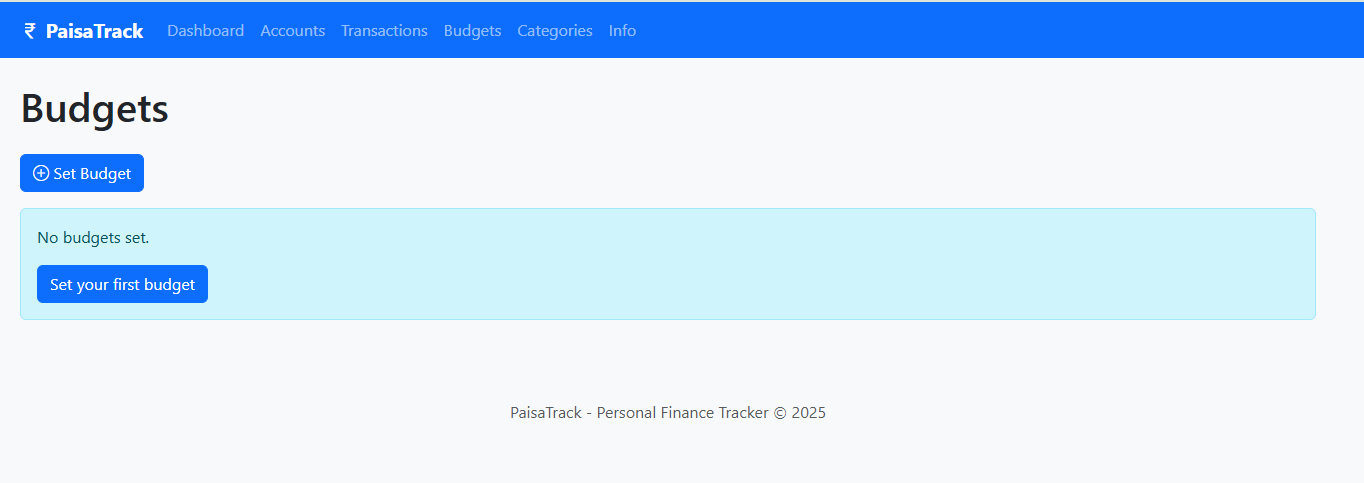 ₹ PaisaTrack Dashboard Accounts Transactions Budgets Categories Info
Budgets
Set Budget
No budgets set.
Set your first budget
PaisaTrack - Personal Finance Tracker © 2025